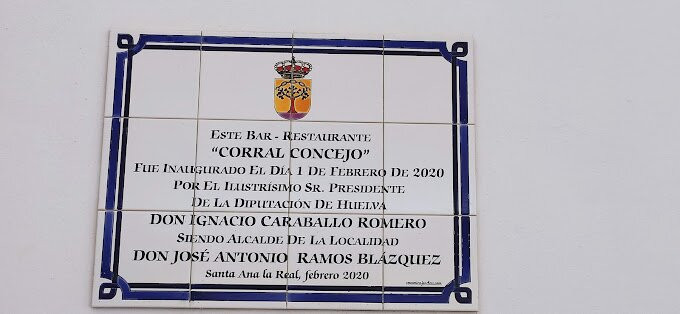 ESTE BAR - RESTAURANTE
“CORRAL CONCEJO”
FUE INAUGURADO EL DÍA 1 DE FEBRERO DE 2020
POR EL ILUSTRÍSIMO SR. PRESIDENTE
DE LA DIPUTACIÓN DE HUELVA
DON IGNACIO CARABALLO ROMERO
SIENDO ALCALDE DE LA LOCALIDAD
DON JOSÉ ANTONIO RAMOS BLÁZQUEZ
Santa Ana la Real, febrero 2020